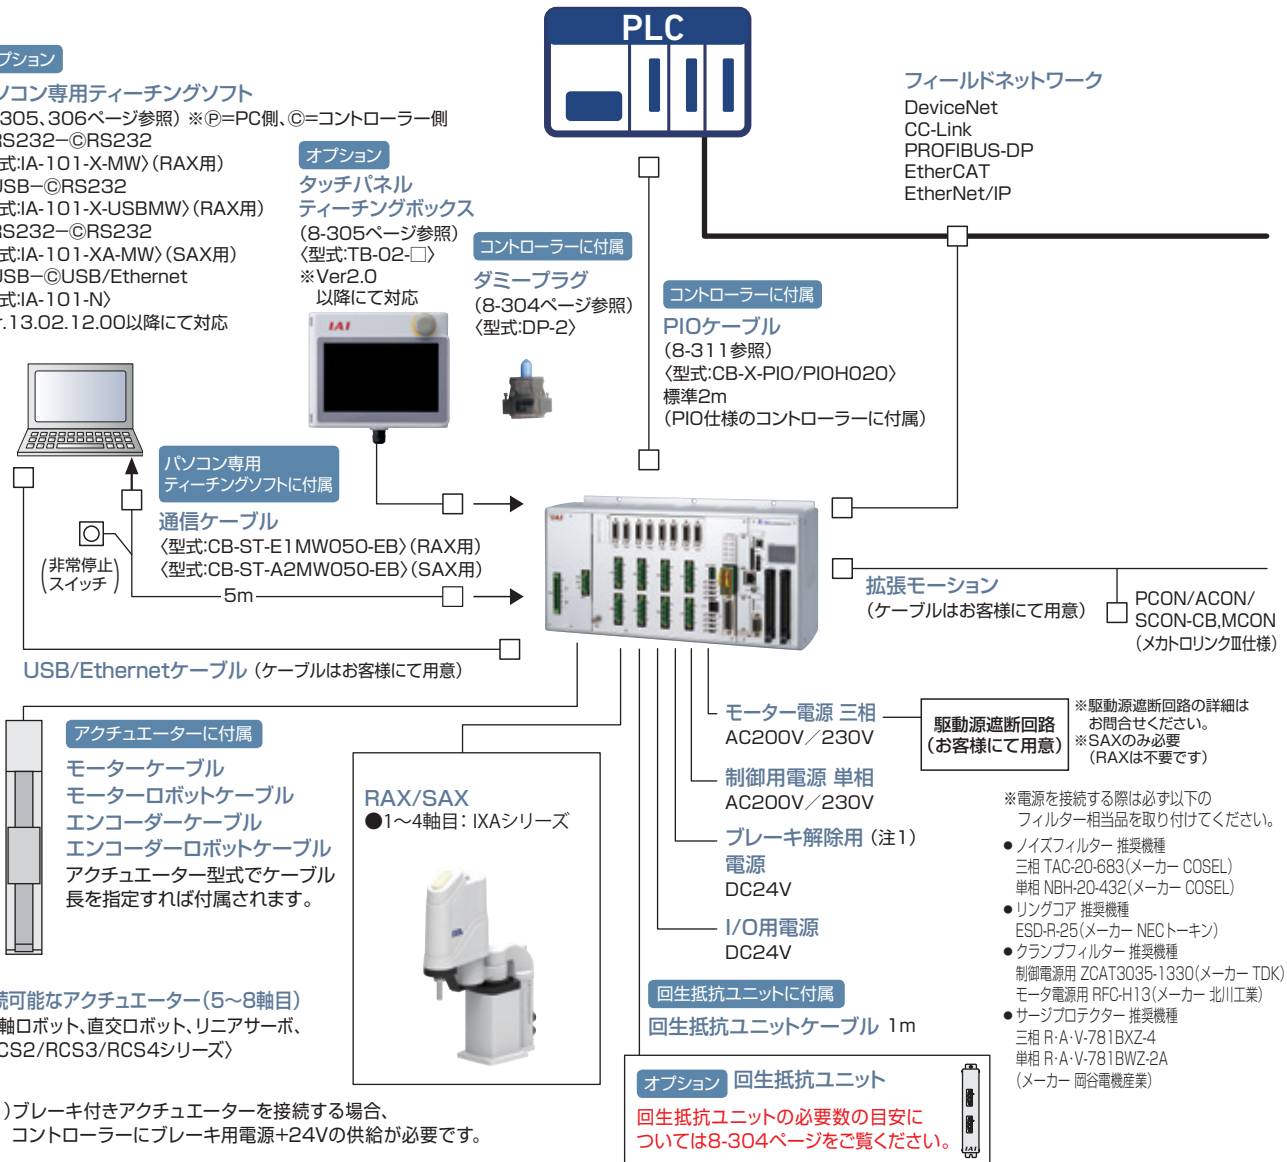 PLC
プション
ソコン専用ティーチングソフト
305、306ページ参照) ※Ⓟ=PC側、Ⓒ=コントローラー側
RS232−ⒸRS232
式:IA-101-X-MW〉(RAX用)
USB−ⒸRS232
式:IA-101-X-USBMW〉(RAX用)
RS232−ⒸRS232
式:IA-101-XA-MW〉(SAX用)
USB−ⒸUSB/Ethernet
式:IA-101-N〉
r.13.02.12.00以降にて対応
オプション
タッチパネル
ティーチングボックス
(8-305ページ参照)
〈型式:TB-02-□〉
※Ver2.0
以降にて対応
IAI
コントローラーに付属
ダミープラグ
(8-304ページ参照)
〈型式:DP-2〉
コントローラーに付属
PIOケーブル
(8-311参照)
〈型式:CB-X-PIO/PIOH020〉
標準2m
(PIO仕様のコントローラーに付属)
フィールドネットワーク
DeviceNet
CC-Link
PROFIBUS-DP
EtherCAT
EtherNet/IP
パソコン専用
ティーチングソフトに付属
通信ケーブル
〈型式:CB-ST-E1MW050-EB〉(RAX用)
〈型式:CB-ST-A2MW050-EB〉(SAX用)
(非常停止
スイッチ)
5m
USB/Ethernetケーブル (ケーブルはお客様にて用意)
IAI
拡張モーション
(ケーブルはお客様にて用意)
PCON/ACON/
SCON-CB,MCON
(メカトロリンクⅢ仕様)
アクチュエーターに付属
モーターケーブル
モーターロボットケーブル
エンコーダーケーブル
エンコーダーロボットケーブル
アクチュエーター型式でケーブル
長を指定すれば付属されます。
続可能なアクチュエーター(5〜8軸目)
軸ロボット、直交ロボット、リニアサーボ、
CS2/RCS3/RCS4シリーズ〉
RAX/SAX
●1〜4軸目: IXAシリーズ
モーター電源 三相
AC200V/230V
制御用電源 単相
AC200V/230V
ブレーキ解除用 (注1)
電源
DC24V
I/O用電源
DC24V
駆動源遮断回路
(お客様にて用意)
※駆動源遮断回路の詳細は
お問合せください。
※SAXのみ必要
(RAXは不要です)
※電源を接続する際は必ず以下の
フィルター相当品を取り付けてください。
● ノイズフィルター 推奨機種
三相 TAC-20-683(メーカー COSEL)
単相 NBH-20-432(メーカー COSEL)
● リングコア 推奨機種
ESD-R-25(メーカー NECトーキン)
● クランプフィルター 推奨機種
制御電源用 ZCAT3035-1330(メーカー TDK)
モータ電源用 RFC-H13(メーカー 北川工業)
● サージプロテクター 推奨機種
三相 R・A・V-781BXZ-4
単相 R・A・V-781BWZ-2A
(メーカー 岡谷電機産業)
回生抵抗ユニットに付属
回生抵抗ユニットケーブル 1m
オプション 回生抵抗ユニット
回生抵抗ユニットの必要数の目安に
ついては8-304ページをご覧ください。
IAI
)ブレーキ付きアクチュエーターを接続する場合、
コントローラーにブレーキ用電源+24Vの供給が必要です。